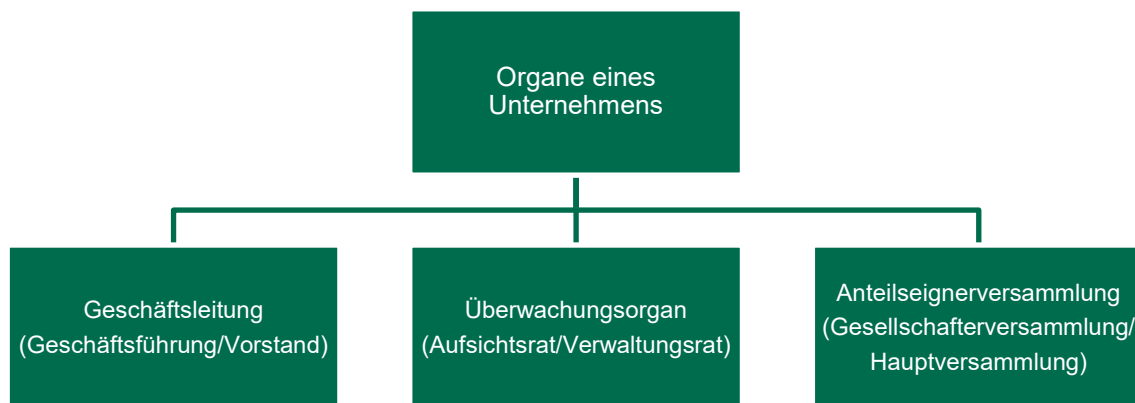 Organe eines
Unternehmens
Geschäftsleitung
(Geschäftsführung/Vorstand)
Überwachungsorgan
(Aufsichtsrat/Verwaltungsrat)
Anteilseignerversammlung
(Gesellschafterversammlung/
Hauptversammlung)